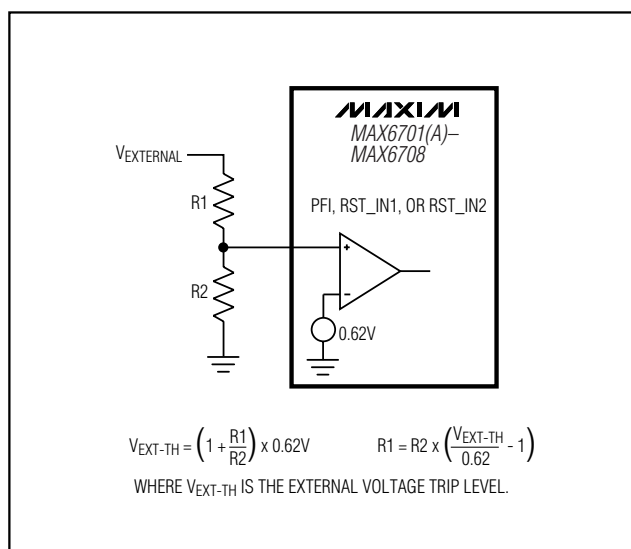 MAXIM
MAX6701(A)–
MAX6708
VEXTERNAL
R1
PFI, RST_IN1, OR RST_IN2
+
R2
−
0.62V
VEXT-TH = (1 + R1/R2) x 0.62V
R1 = R2 x (VEXT-TH/0.62 - 1)
WHERE VEXT-TH IS THE EXTERNAL VOLTAGE TRIP LEVEL.